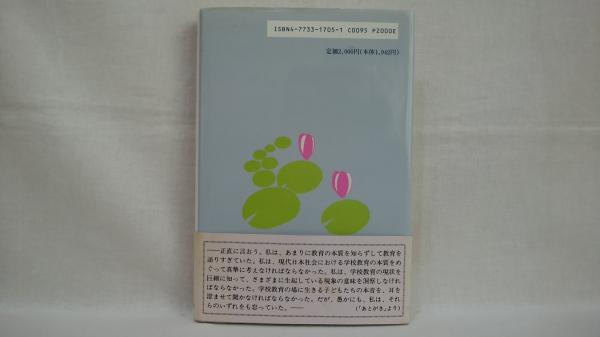 ISBN4-7733-1705-1 C0095 P2000E
定価2,000円(本体1,942円)
――正直に言おう。私は、あまりに教育の本質を知らずして教育を
語りすぎていた。私は、現代日本社会における学校教育の本質をめ
ぐって真摯に考えなければならなかった。私は、学校教育の現状を
巨細に知って、さまざまに生起している現象の意味を洞察しなけれ
ばならなかった。学校教育の場に生きる子どもたちの本音を、耳を
澄ませて聞かなければならなかった。だが、愚かにも、私は、それ
らのいずれをも怠っていた。――
(「あとがき」より)